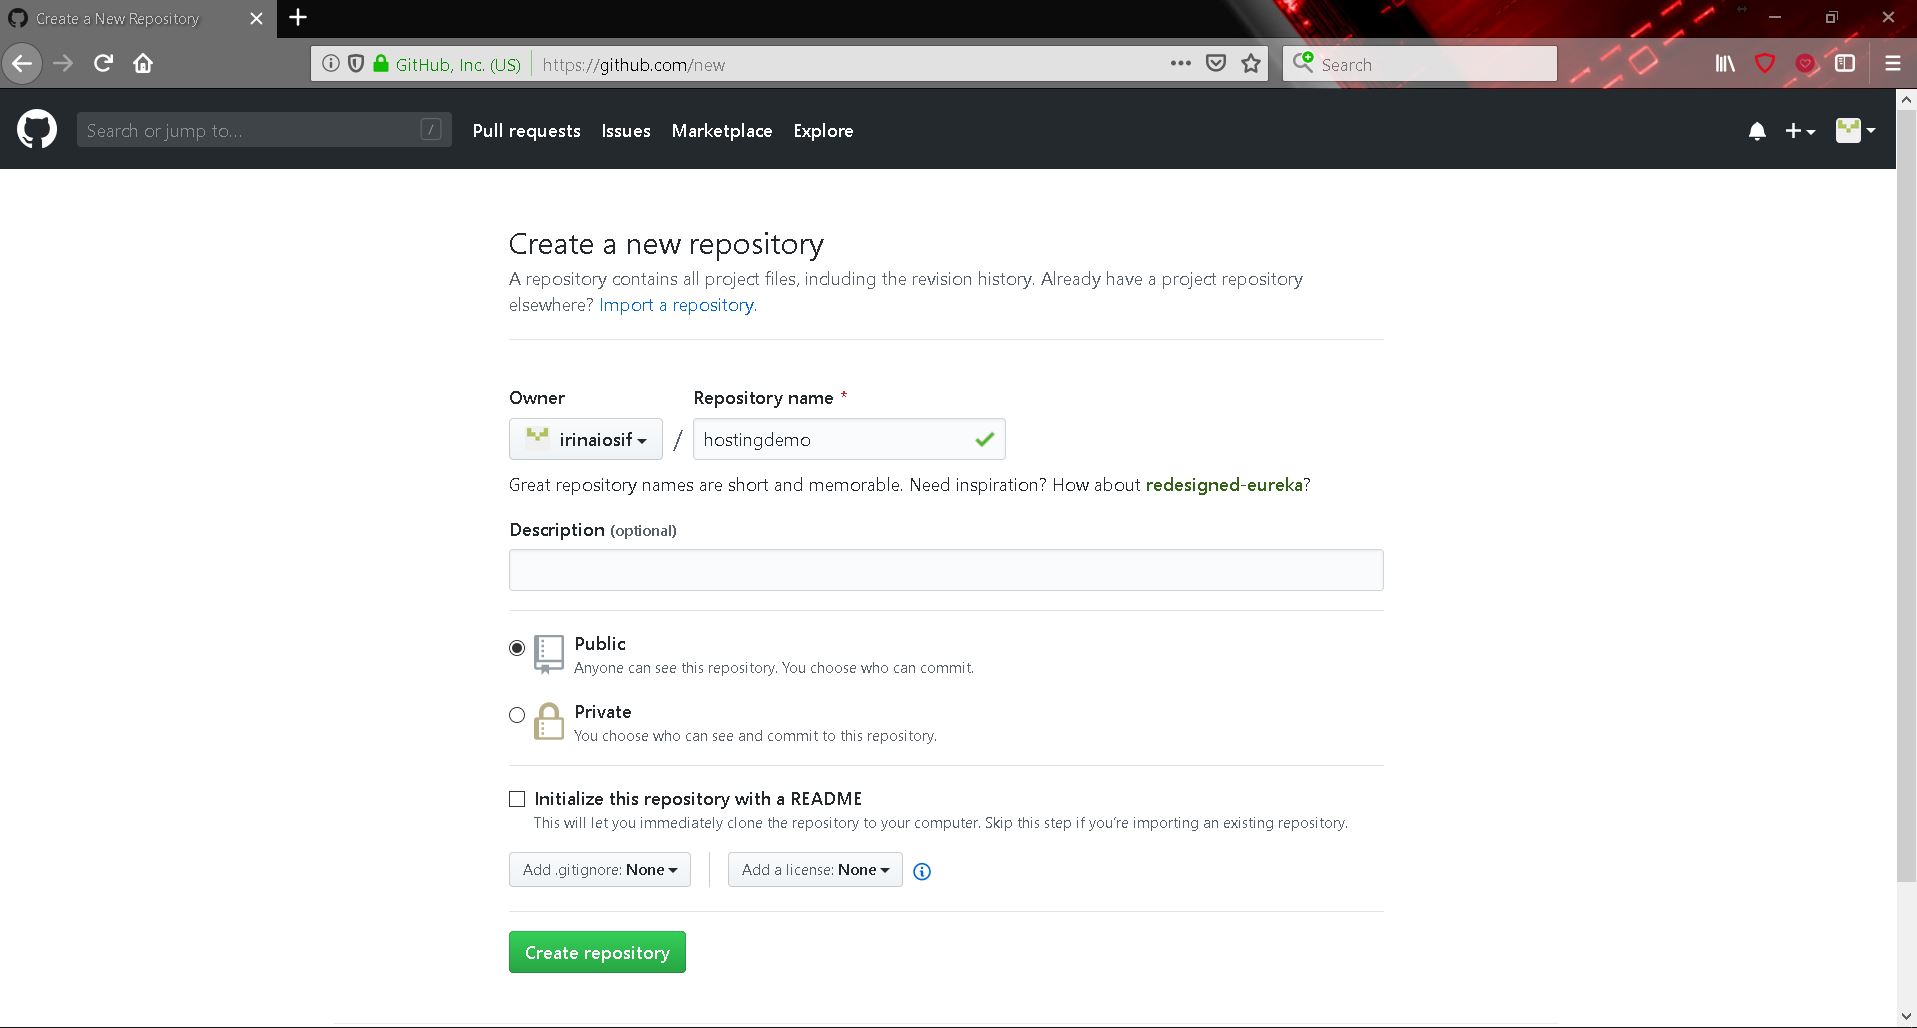 Create a New Repository
GitHub, Inc. (US) https://github.com/new
Search
Search or jump to... /
Pull requests Issues Marketplace Explore
Create a new repository
A repository contains all project files, including the revision history. Already have a project repository
elsewhere? Import a repository.
Owner Repository name *
irinaiosif / hostingdemo
Great repository names are short and memorable. Need inspiration? How about redesigned-eureka?
Description (optional)
Public
Anyone can see this repository. You choose who can commit.
Private
You choose who can see and commit to this repository.
Initialize this repository with a README
This will let you immediately clone the repository to your computer. Skip this step if you're importing an existing repository.
Add .gitignore: None Add a license: None
Create repository